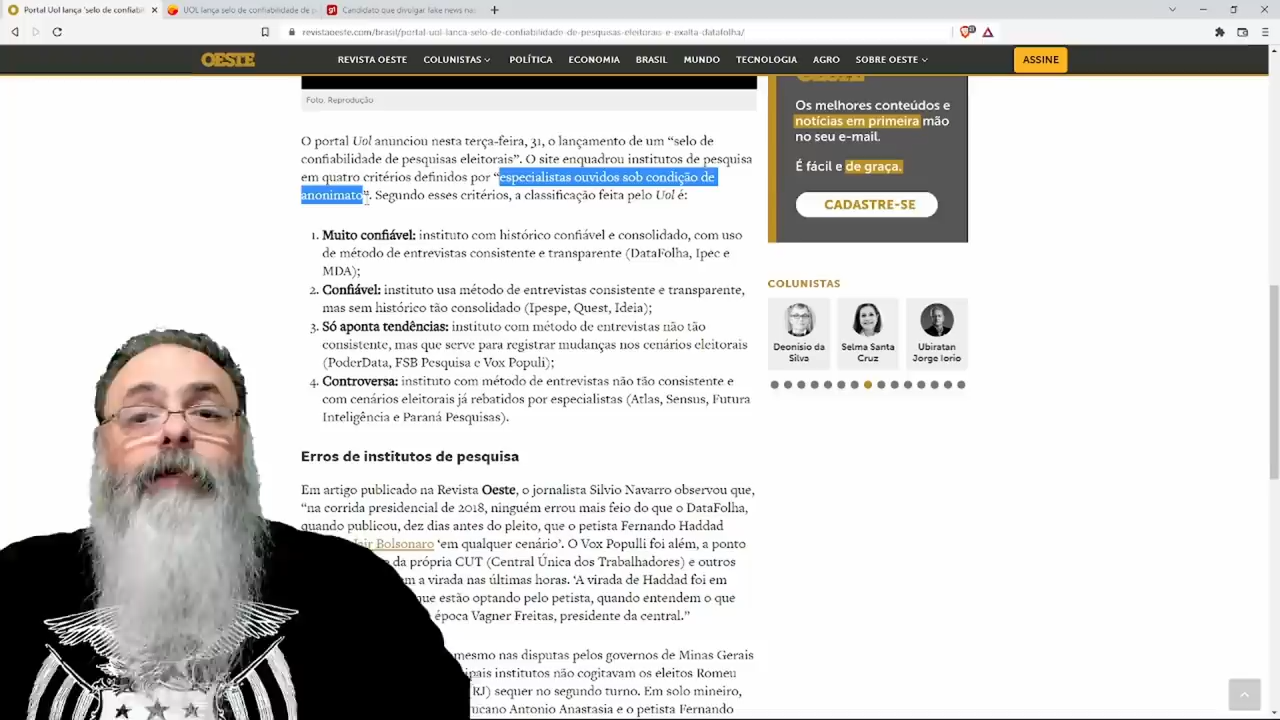 Portal Uol lança 'selo de confiabil
UOL lança selo de confiabilidade de p
Candidato que divulgar fake news na
revistaoeste.com/brasil/portal-uol-lanca-selo-de-confiabilidade-de-pesquisas-eleitorais-e-exalta-datafolha/
OESTE
REVISTA OESTE COLUNISTAS POLÍTICA ECONOMIA BRASIL MUNDO TECNOLOGIA AGRO SOBRE OESTE
ASSINE
Foto: Reprodução
O portal Uol anunciou nesta terça-feira, 31, o lançamento de um “selo de
confiabilidade de pesquisas eleitorais”. O site enquadrou institutos de pesquisa
em quatro critérios definidos por “especialistas ouvidos sob condição de
anonimato”. Segundo esses critérios, a classificação feita pelo Uol é:
1. Muito confiável: instituto com histórico confiável e consolidado, com uso
de método de entrevistas consistente e transparente (DataFolha, Ipec e
MDA);
2. Confiável: instituto usa método de entrevistas consistente e transparente,
mas sem histórico tão consolidado (Ipespe, Quest, Ideia);
3. Só aponta tendências: instituto com método de entrevistas não tão
consistente, mas que serve para registrar mudanças nos cenários eleitorais
(PoderData, FSB Pesquisa e Vox Populi);
4. Controversa: instituto com método de entrevistas não tão consistente e
com cenários eleitorais já rebatidos por especialistas (Atlas, Sensus, Futura
Inteligência e Paraná Pesquisas).
Erros de institutos de pesquisa
Em artigo publicado na Revista Oeste, o jornalista Silvio Navarro observou que,
“na corrida presidencial de 2018, ninguém errou mais feio do que o DataFolha,
quando publicou, dez dias antes do pleito, que o petista Fernando Haddad
Jair Bolsonaro ‘em qualquer cenário’. O Vox Populli foi além, a ponto
da própria CUT (Central Única dos Trabalhadores) e outros
a virada nas últimas horas. ‘A virada de Haddad foi em
que estão optando pelo petista, quando entendem o que
época Vagner Freitas, presidente da central.”
mesmo nas disputas pelos governos de Minas Gerais
institutos não cogitavam os eleitos Romeu
(RJ) sequer no segundo turno. Em solo mineiro,
Antonio Anastasia e o petista Fernando
Os melhores conteúdos e
notícias em primeira mão
no seu e-mail.
É fácil e de graça.
CADASTRE-SE
COLUNISTAS
Deonísio da
Silva
Selma Santa
Cruz
Ubiratan
Jorge Iorio